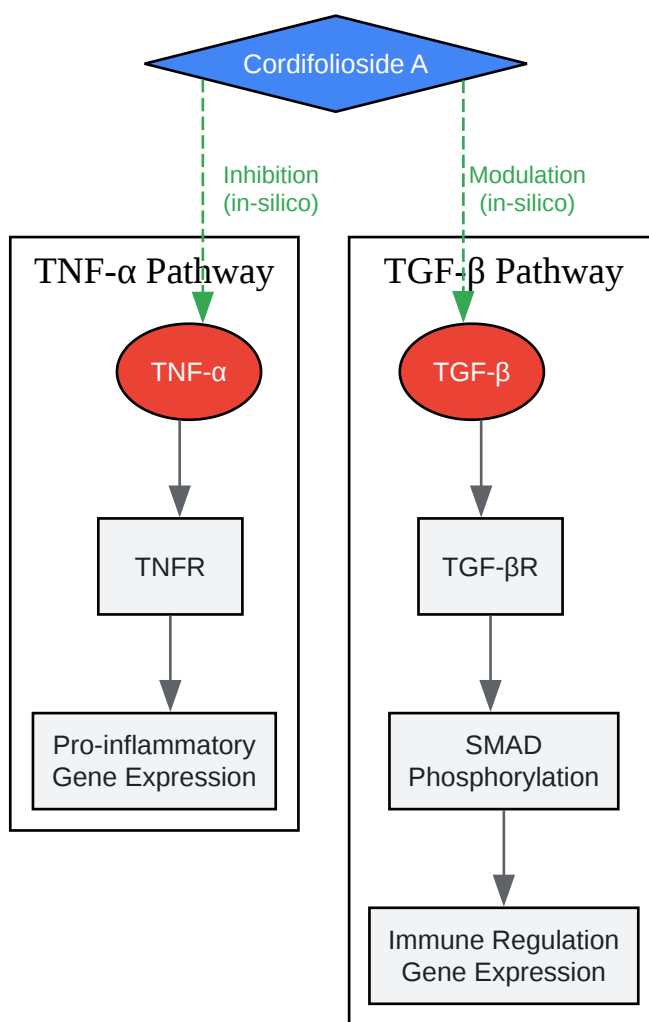 Cordifolioside A
Inhibition
(in-silico)
Modulation
(in-silico)
TNF-α Pathway
TNF-α
TNFR
Pro-inflammatory
Gene Expression
TGF-β Pathway
TGF-β
TGF-βR
SMAD
Phosphorylation
Immune Regulation
Gene Expression